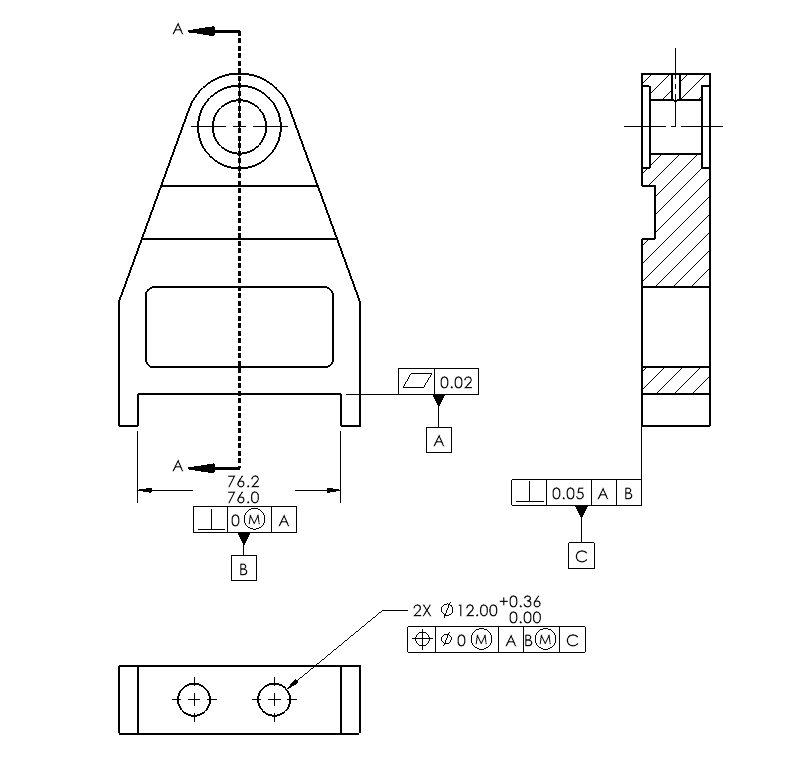 A
0.02
A
A
76.2
76.0
⟂ 0 Ⓜ A
B
⟂ 0.05 A B
C
2X ⌀12.00 +0.36
0.00
⌖ ⌀ 0 Ⓜ A B Ⓜ C